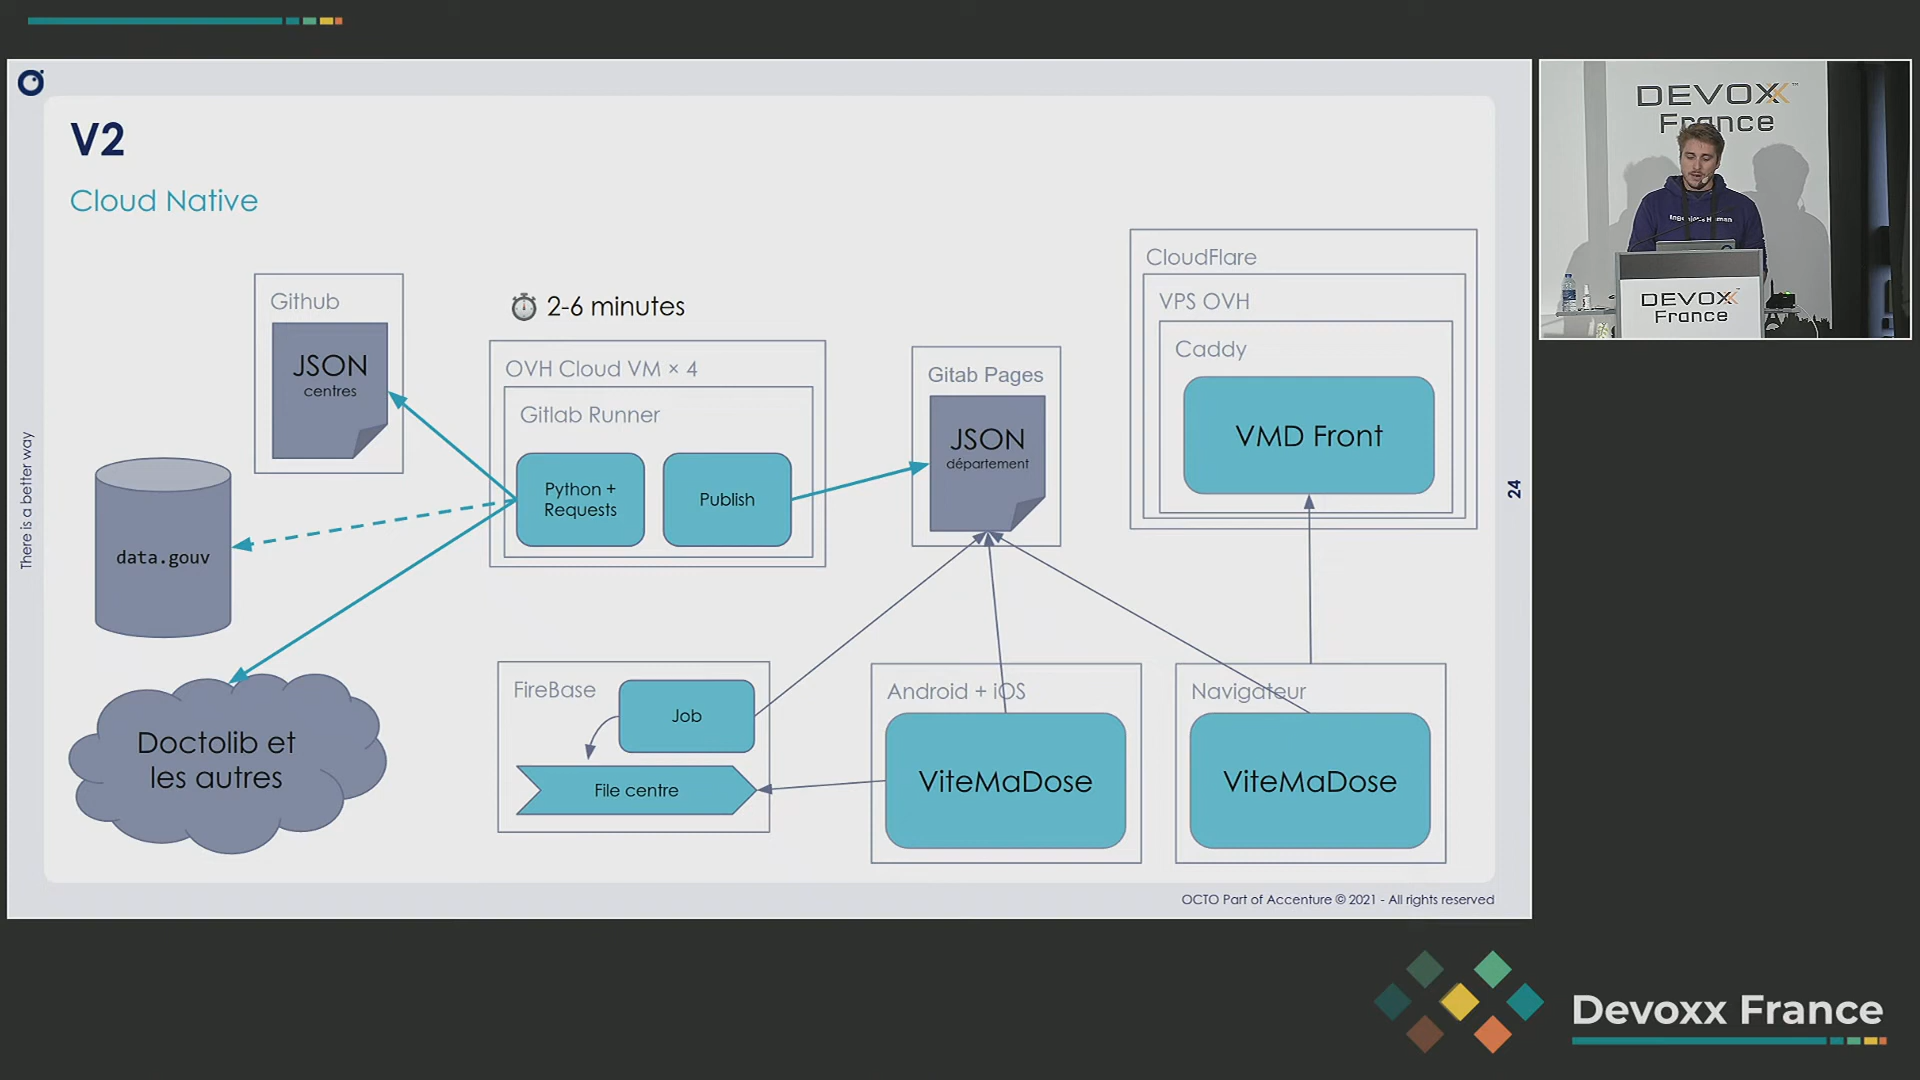 V2
Cloud Native
Github
JSON
centres
2-6 minutes
OVH Cloud VM × 4
Gitlab Runner
Python +
Requests
Publish
Gitab Pages
JSON
département
CloudFlare
VPS OVH
Caddy
VMD Front
data.gouv
Doctolib et
les autres
FireBase
Job
File centre
Android + iOS
ViteMaDose
Navigateur
ViteMaDose
There is a better way
24
OCTO Part of Accenture © 2021 - All rights reserved
DEVOXX
France
Ingenious Human
DEVOXX
France
Devoxx France